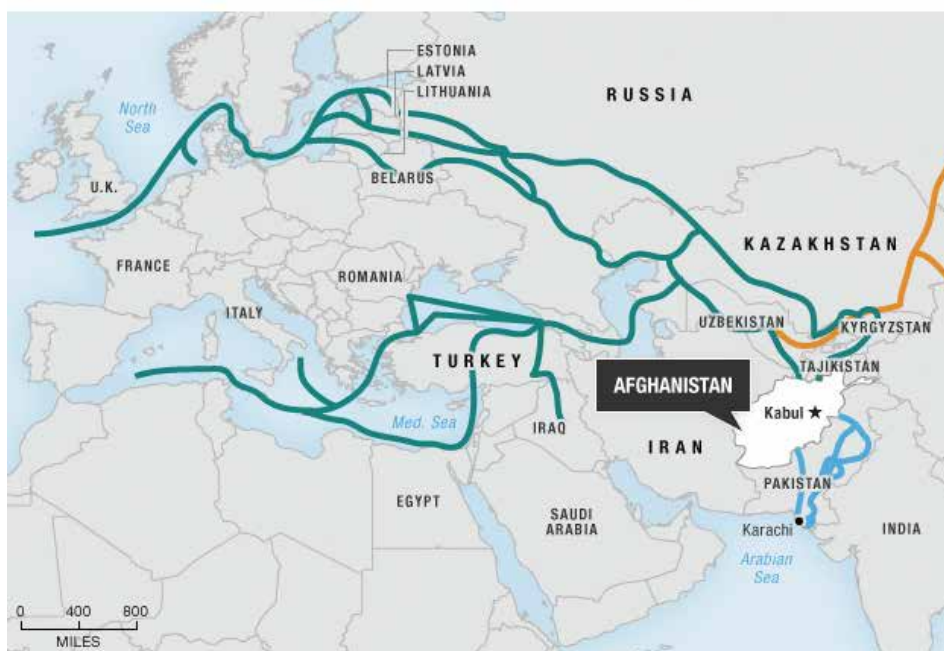 ESTONIA
LATVIA
LITHUANIA
RUSSIA
North
Sea
U.K.
BELARUS
KAZAKHSTAN
FRANCE
ROMANIA
ITALY
UZBEKISTAN
KYRGYZSTAN
TURKEY
TAJIKISTAN
AFGHANISTAN
Kabul
Med. Sea
IRAQ
IRAN
PAKISTAN
EGYPT
SAUDI
ARABIA
Karachi
INDIA
Arabian
Sea
0 400 800
MILES